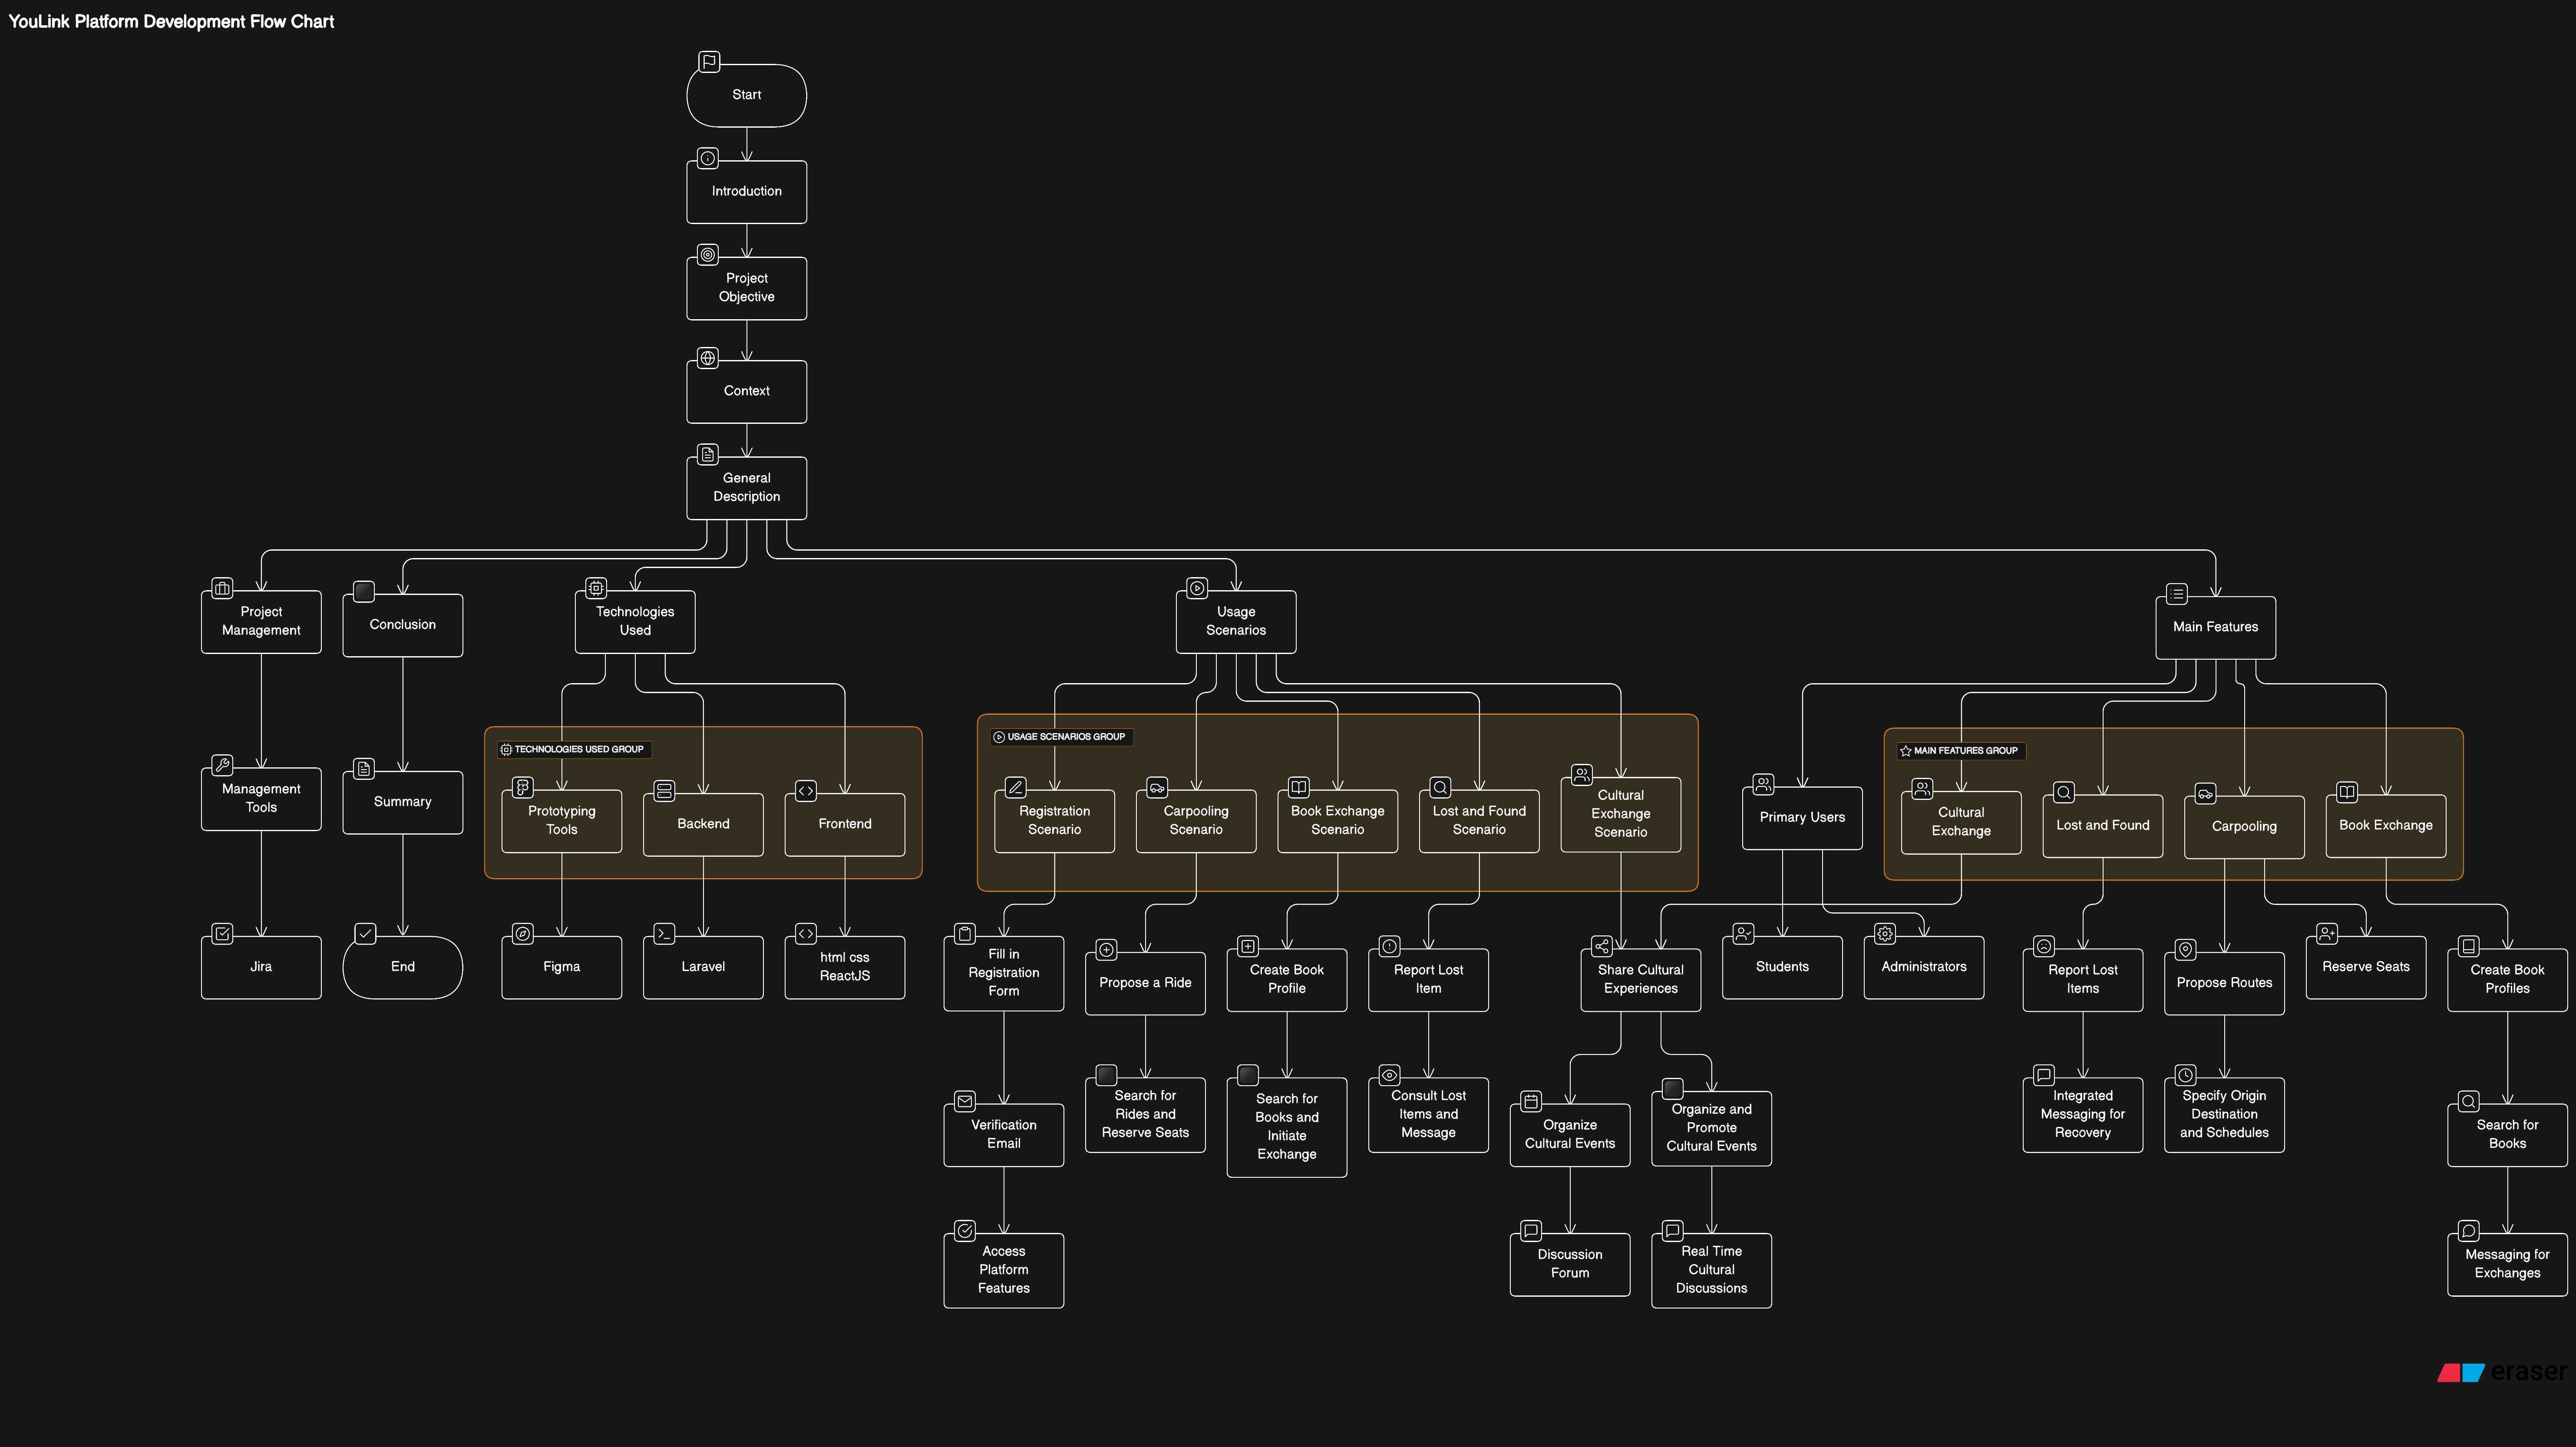 YouLink Platform Development Flow Chart
Start
Introduction
Project
Objective
Context
General
Description
Project
Management
Conclusion
Technologies
Used
Usage
Scenarios
Main Features
TECHNOLOGIES USED GROUP
USAGE SCENARIOS GROUP
MAIN FEATURES GROUP
Management
Tools
Summary
Prototyping
Tools
Backend
Frontend
Registration
Scenario
Carpooling
Scenario
Book Exchange
Scenario
Lost and Found
Scenario
Cultural
Exchange
Scenario
Primary Users
Cultural
Exchange
Lost and Found
Carpooling
Book Exchange
Jira
End
Figma
Laravel
html css
ReactJS
Fill in
Registration
Form
Propose a Ride
Create Book
Profile
Report Lost
Item
Share Cultural
Experiences
Students
Administrators
Report Lost
Items
Propose Routes
Reserve Seats
Create Book
Profiles
Verification
Email
Search for
Rides and
Reserve Seats
Search for
Books and
Initiate
Exchange
Consult Lost
Items and
Message
Organize
Cultural Events
Organize and
Promote
Cultural Events
Integrated
Messaging for
Recovery
Specify Origin
Destination
and Schedules
Search for
Books
Access
Platform
Features
Discussion
Forum
Real Time
Cultural
Discussions
Messaging for
Exchanges
eraser